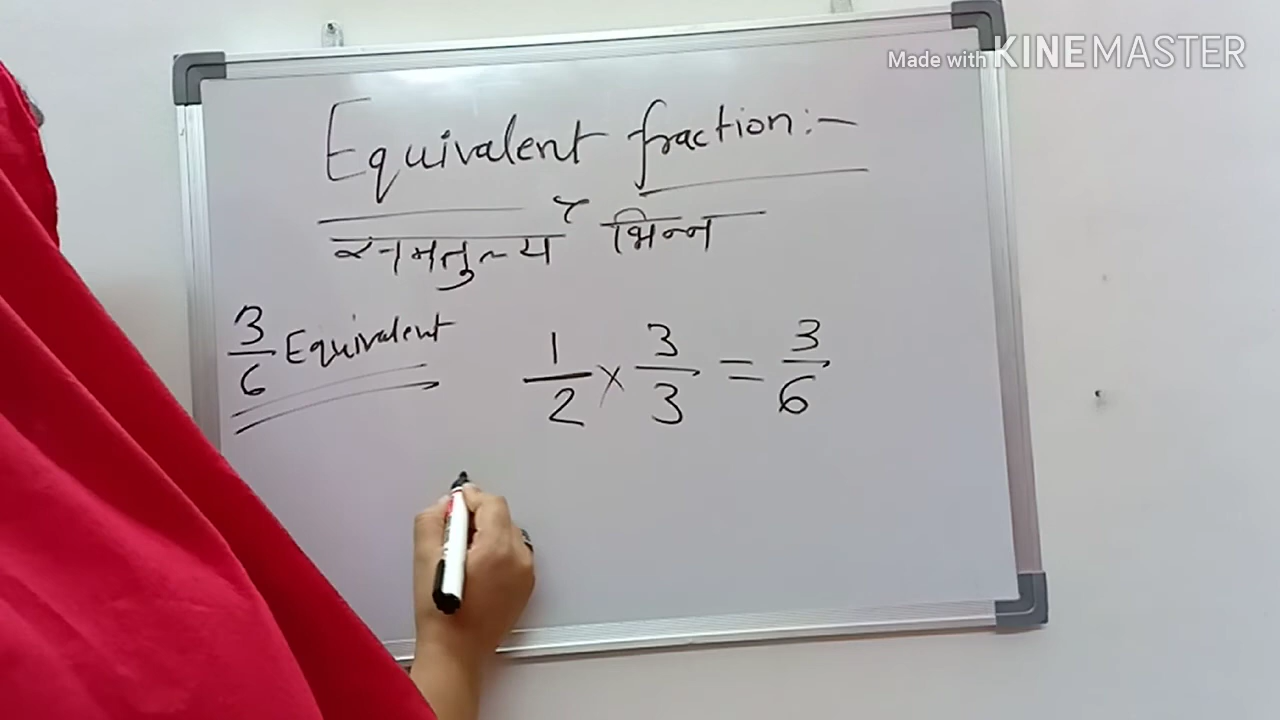 Made with KINEMASTER
Equivalent fraction:-
समतुल्य भिन्न
3/6 Equivalent
1/2 × 3/3 = 3/6